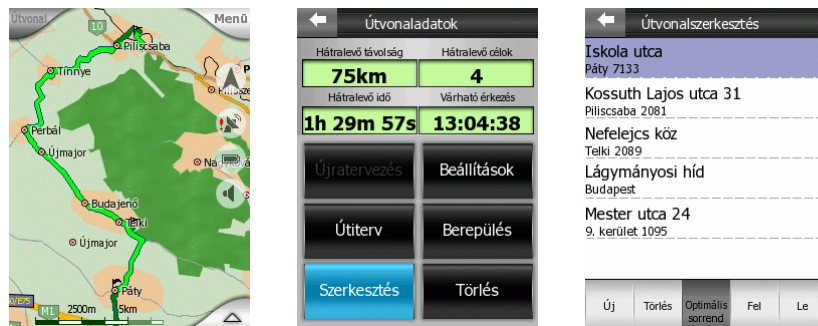 Útvonal
Menü
10
Piliscsaba
Tinnye
Perbál
Újmajor
Budajenő
Telki
Újmajor
Páty
M1
2500m
5km
Útvonaladatok
Hátralevő távolság
Hátralevő célok
75km
4
Hátralevő idő
Várható érkezés
1h 29m 57s
13:04:38
Újratervezés
Beállítások
Útiterv
Berepülés
Szerkesztés
Törlés
Útvonalszerkesztés
Iskola utca
Páty 7133
Kossuth Lajos utca 31
Piliscsaba 2081
Nefelejcs köz
Telki 2089
Lágymányosi híd
Budapest
Mester utca 24
9. kerület 1095
Új
Törlés
Optimális
sorrend
Fel
Le